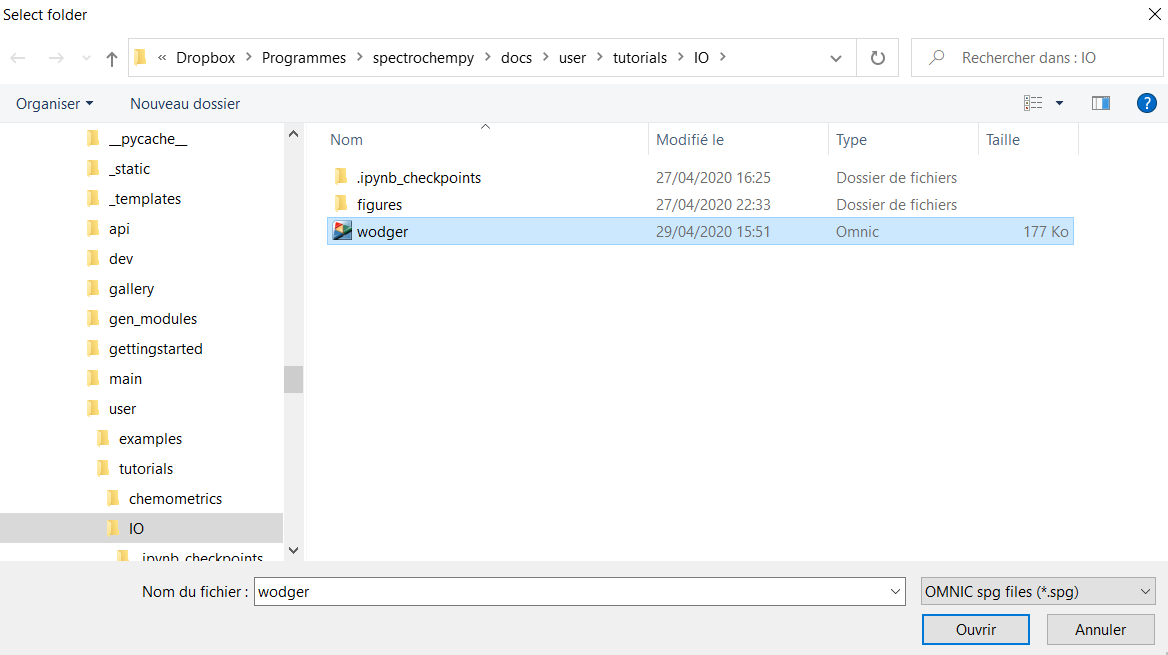 Select folder
« Dropbox > Programmes > spectrochempy > docs > user > tutorials > IO >
Rechercher dans : IO
Organiser
Nouveau dossier
?
__pycache__
_static
_templates
api
dev
gallery
gen_modules
gettingstarted
main
user
examples
tutorials
chemometrics
IO
.ipynb_checkpoints
Nom Modifié le Type Taille
.ipynb_checkpoints 27/04/2020 16:25 Dossier de fichiers
figures 27/04/2020 22:33 Dossier de fichiers
wodger 29/04/2020 15:51 Omnic 177 Ko
Nom du fichier : wodger OMNIC spg files (*.spg)
Ouvrir Annuler